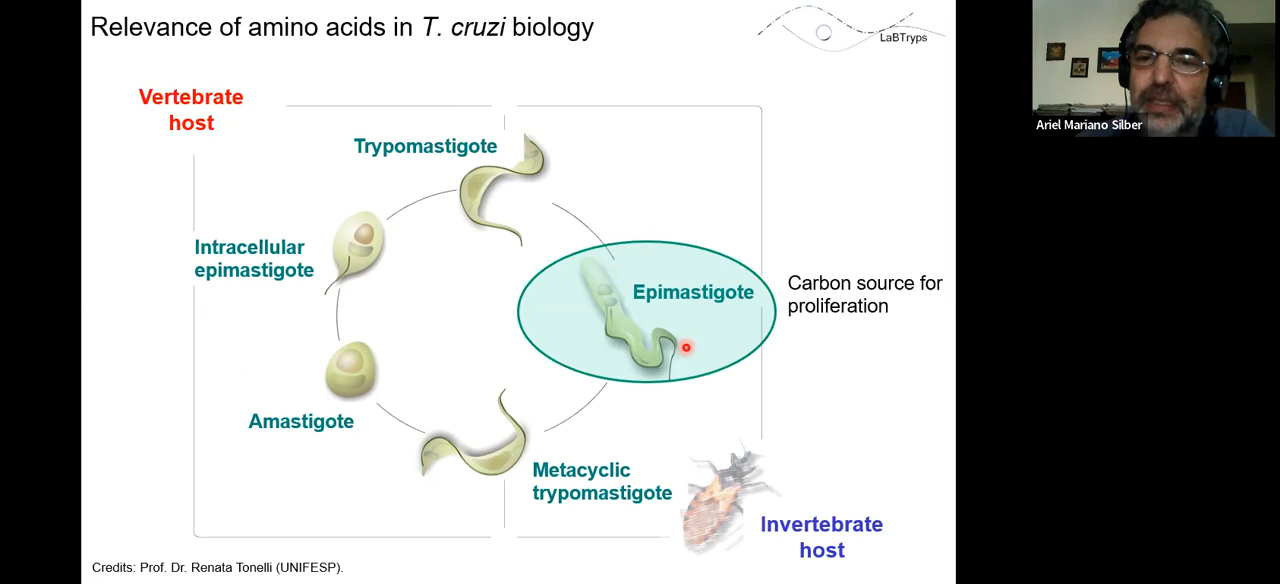 Relevance of amino acids in T. cruzi biology
LaBTryps
Ariel Mariano Silber
Vertebrate
host
Trypomastigote
Intracellular
epimastigote
Epimastigote
Carbon source for
proliferation
Amastigote
Metacyclic
trypomastigote
Invertebrate
host
Credits: Prof. Dr. Renata Tonelli (UNIFESP).